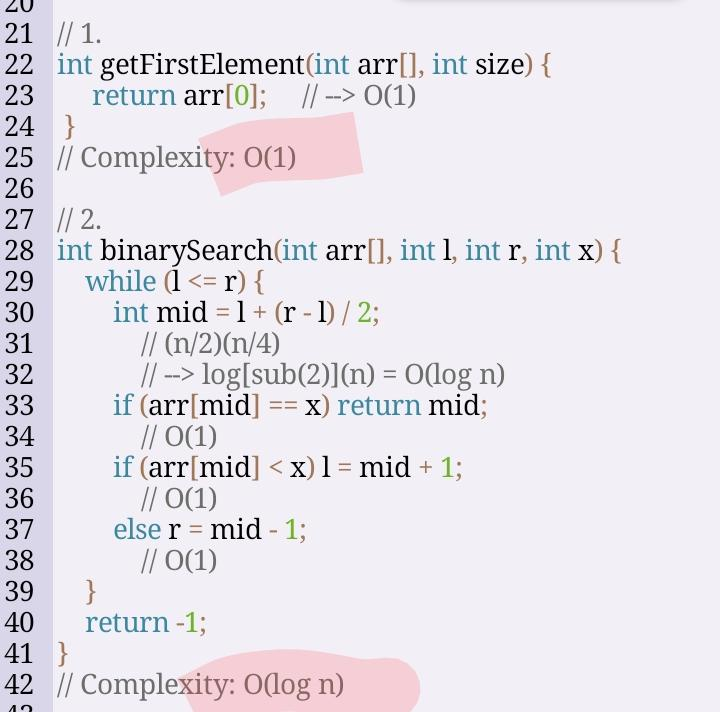 20
21 // 1.
22 int getFirstElement(int arr[], int size) {
23 return arr[0]; // --> O(1)
24 }
25 // Complexity: O(1)
26
27 // 2.
28 int binarySearch(int arr[], int l, int r, int x) {
29 while (l <= r) {
30 int mid = l + (r - l) / 2;
31 // (n/2)(n/4)
32 // --> log[sub(2)](n) = O(log n)
33 if (arr[mid] == x) return mid;
34 // O(1)
35 if (arr[mid] < x) l = mid + 1;
36 // O(1)
37 else r = mid - 1;
38 // O(1)
39 }
40 return -1;
41 }
42 // Complexity: O(log n)